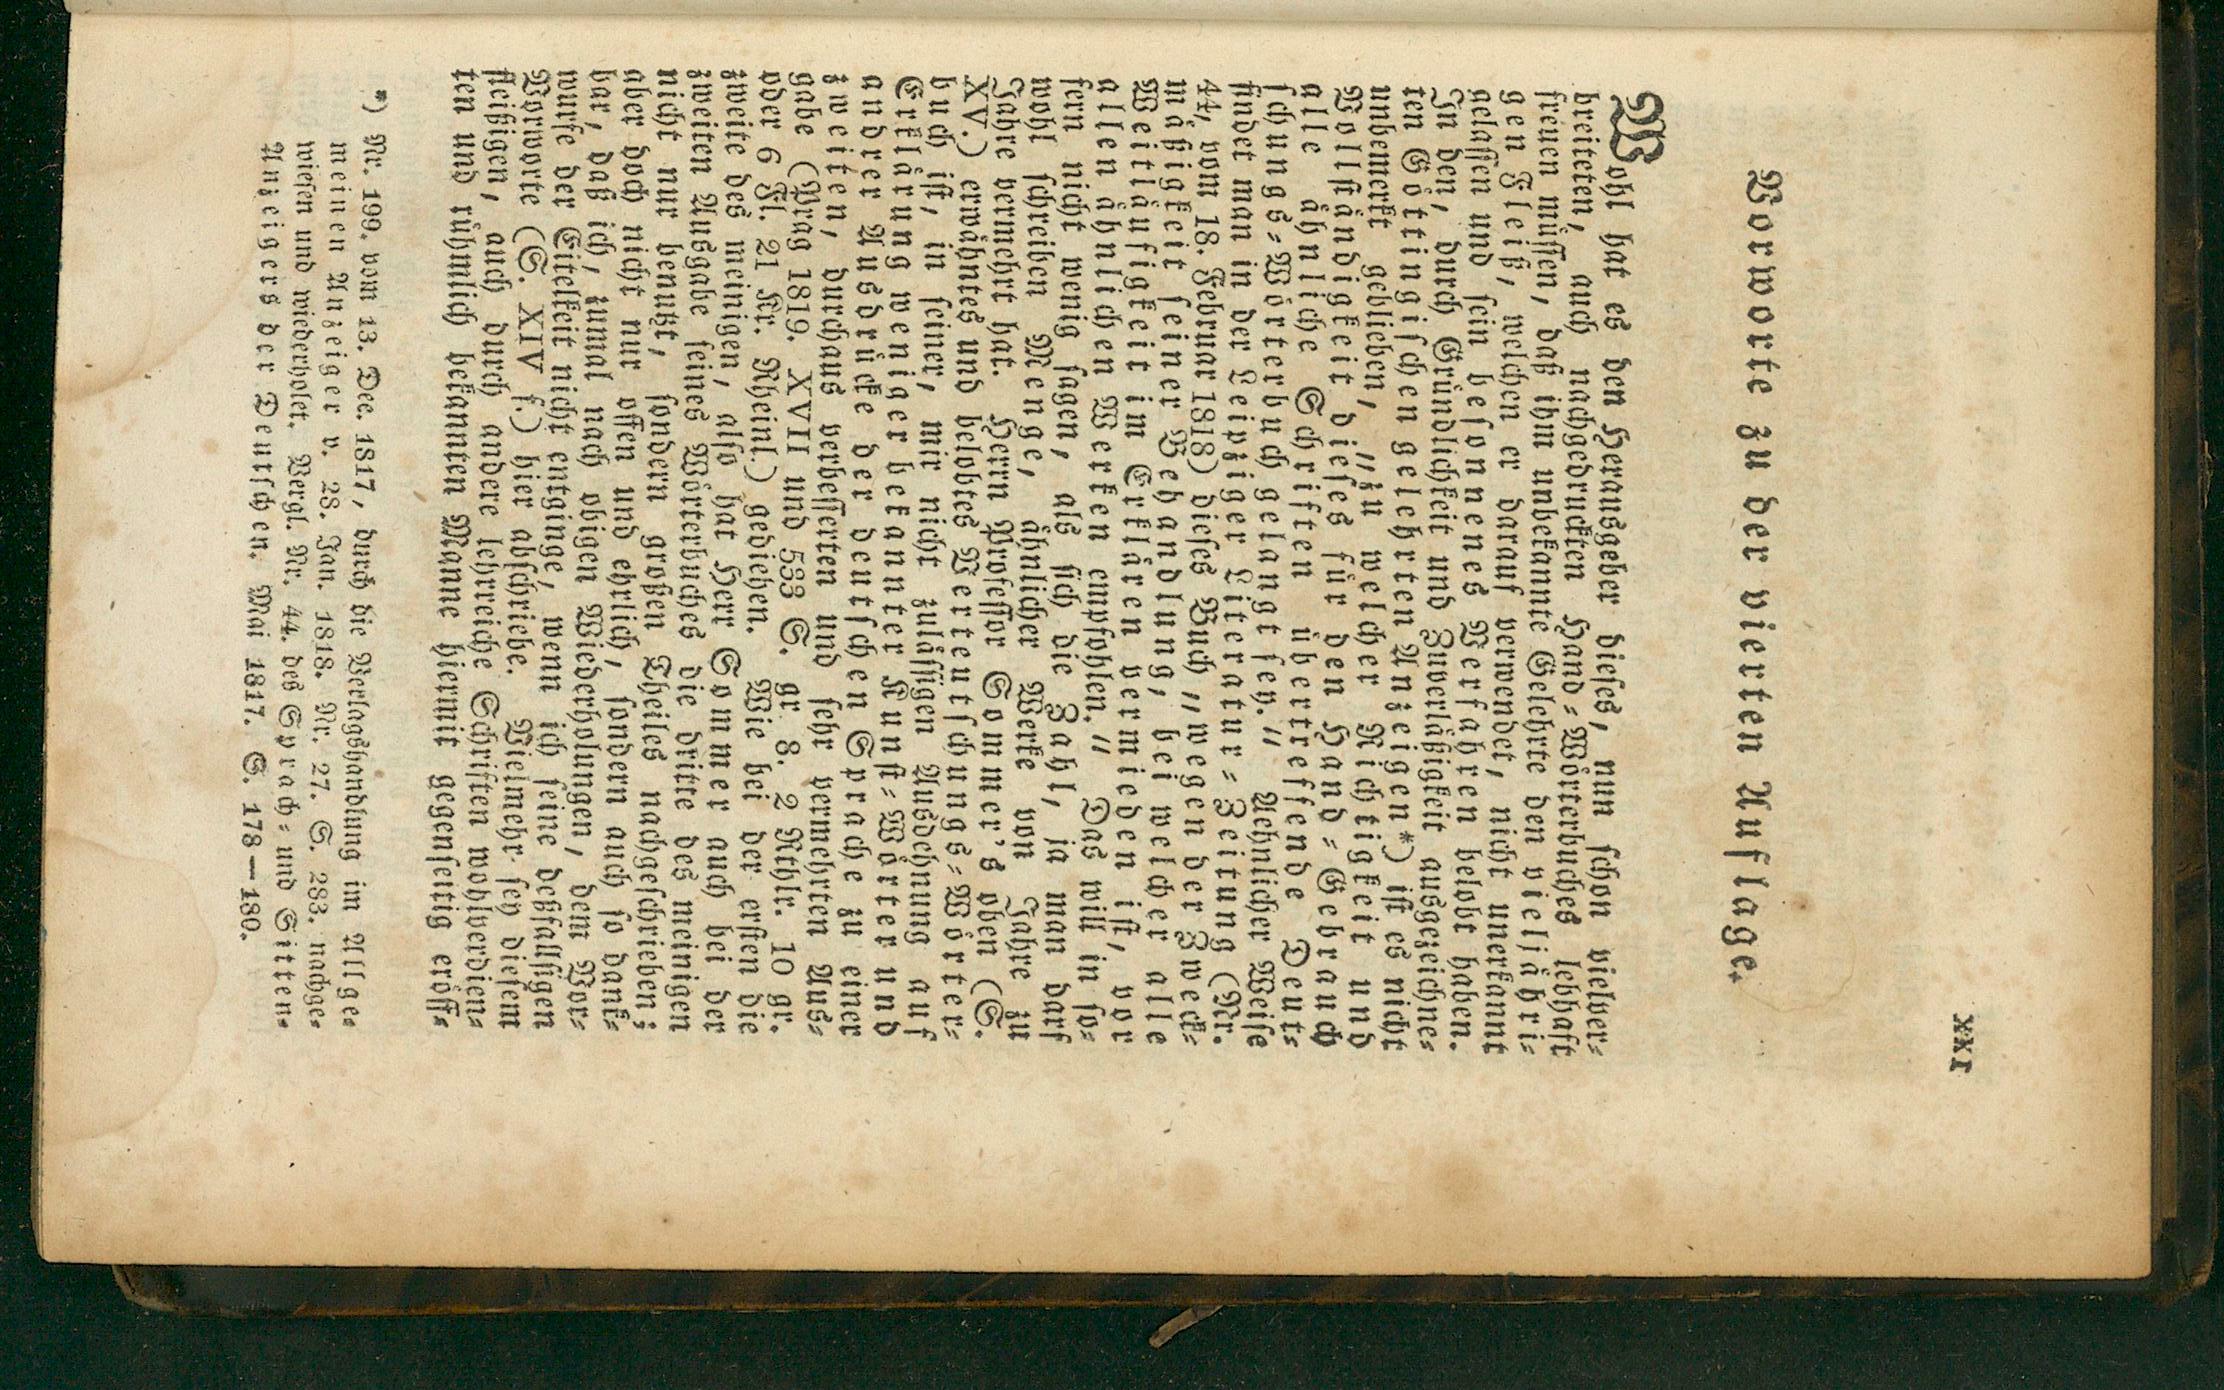 XXI
Vorworte zu der vierten Auflage.
Wohl hat es den Herausgeber dieses, nun schon vielver=
breiteten, auch nachgedruckten Hand=Wörterbuches lebhaft
freuen müssen, daß ihm unbekannte Gelehrte den vieljähri=
gen Fleiß, welchen er darauf verwendet, nicht unerkannt
gelassen und sein besonnenes Verfahren belobt haben.
In den, durch Gründlichkeit und Zuverläßigkeit ausgezeichne=
ten Göttingischen gelehrten Anzeigen*) ist es nicht
unbemerkt geblieben, „zu welcher Richtigkeit und
Vollständigkeit dieses für den Hand=Gebrauch
alle ähnliche Schriften übertreffende Deut=
schungs=Wörterbuch gelangt sey.“ Aehnlicher Weise
findet man in der Leipziger Literatur=Zeitung (Nr.
44, vom 18. Februar 1818) dieses Buch „wegen der Zweck=
mäßigkeit seiner Behandlung, bei welcher alle
Weitläufigkeit im Erklären vermieden ist, vor
allen ähnlichen Werken empfohlen.“ Das will in so=
fern nicht wenig sagen, als sich die Zahl, ja man darf
wohl schreiben Menge, ähnlicher Werke von Jahre zu
Jahre vermehrt hat. Herrn Professor Sommer's oben (S.
XV.) erwähntes und belobtes Verteutschungs=Wörter=
buch ist, in seiner, mir nicht zulässigen Ausdehnung auf
Erklärung weniger bekannter Kunst=Wörter und
andrer Ausdrücke der deutschen Sprache zu einer
zweiten, durchaus verbesserten und sehr vermehrten Aus=
gabe (Prag 1819. XVII und 533 S. gr. 8. 2 Rthlr. 10 gr.
oder 6 Fl. 21 Kr. Rheinl.) gediehen. Wie bei der ersten die
zweite des meinigen, also hat Herr Sommer auch bei der
zweiten Ausgabe seines Wörterbuches die dritte des meinigen
nicht nur benutzt, sondern großen Theiles nachgeschrieben;
aber doch nicht nur offen und ehrlich, sondern auch so dank=
bar, daß ich, zumal nach obigen Wiederholungen, dem Vor=
wurfe der Eitelkeit nicht entginge, wenn ich seine deßfallsigen
Vorworte (S. XIV f.) hier abschriebe. Vielmehr sey diesem
fleißigen, auch durch andere lehrreiche Schriften wohlverdien=
ten und rühmlich bekannten Manne hiermit gegenseitig eröff=
*) Nr. 199. vom 13. Dec. 1817, durch die Verlagshandlung im Allge=
meinen Anzeiger v. 28. Jan. 1818. Nr. 27. S. 283. nachge=
wiesen und wiederholet. Vergl. Nr. 44. des Sprach= und Sitten=
Anzeigers der Deutschen. Mai 1817. S. 178—180.